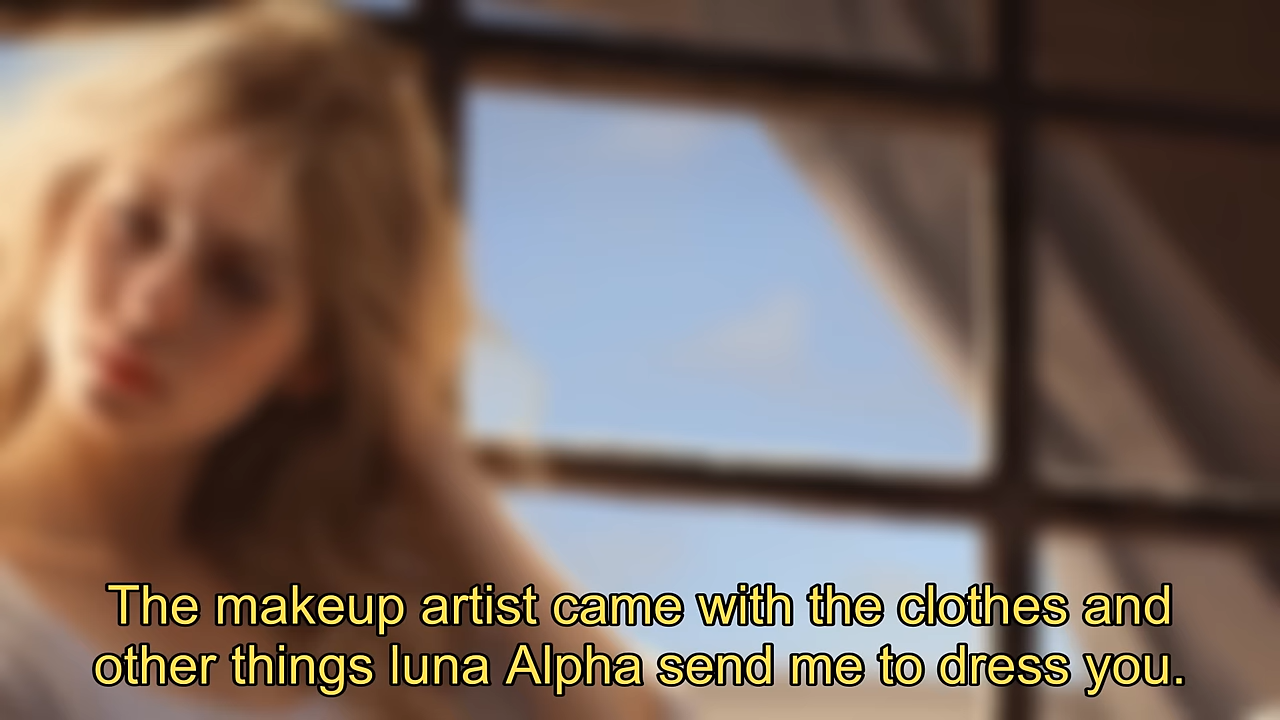 The makeup artist came with the clothes and
other things luna Alpha send me to dress you.